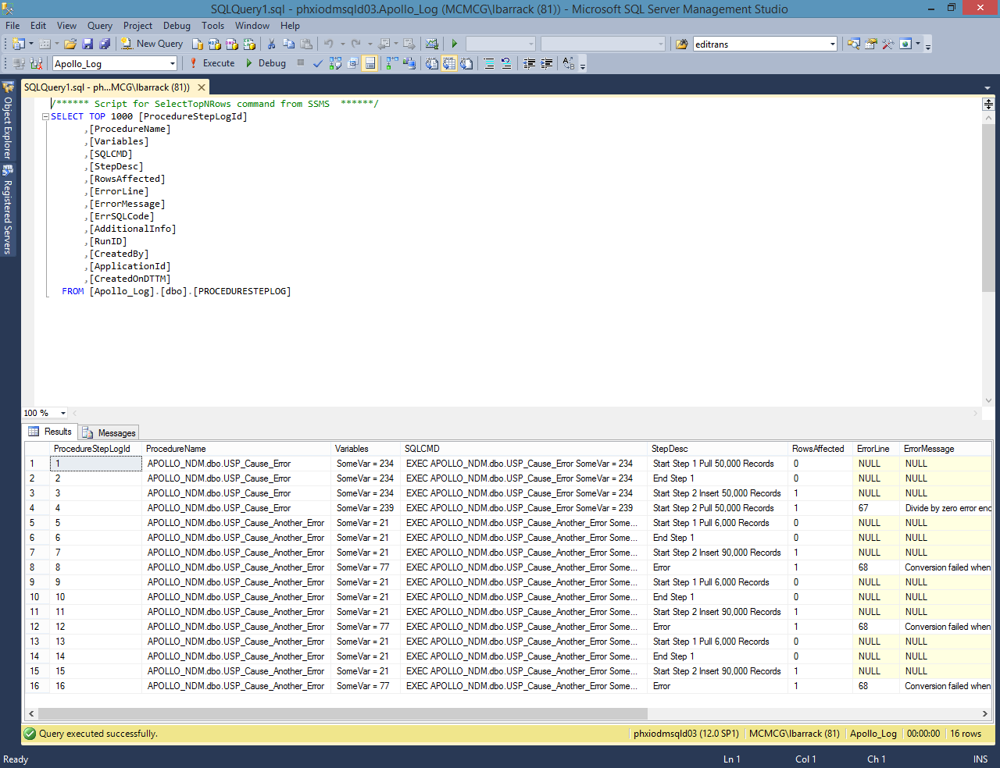 SQLQuery1.sql - phxiodmsqld03.Apollo_Log (MCMCG\lbarrack (81)) - Microsoft SQL Server Management Studio
File Edit View Query Project Debug Tools Window Help
New Query editrans
Apollo_Log Execute Debug
Object Explorer
Registered Servers
SQLQuery1.sql - ph...MCG\lbarrack (81))
/****** Script for SelectTopNRows command from SSMS ******/
SELECT TOP 1000 [ProcedureStepLogId]
,[ProcedureName]
,[Variables]
,[SQLCMD]
,[StepDesc]
,[RowsAffected]
,[ErrorLine]
,[ErrorMessage]
,[ErrSQLCode]
,[AdditionalInfo]
,[RunID]
,[CreatedBy]
,[ApplicationId]
,[CreatedOnDTTM]
FROM [Apollo_Log].[dbo].[PROCEDURESTEPLOG]
100 %
Results Messages
ProcedureStepLogId ProcedureName Variables SQLCMD StepDesc RowsAffected ErrorLine ErrorMessage
1 1 APOLLO_NDM.dbo.USP_Cause_Error SomeVar = 234 EXEC APOLLO_NDM.dbo.USP_Cause_Error SomeVar = 234 Start Step 1 Pull 50,000 Records 0 NULL NULL
2 2 APOLLO_NDM.dbo.USP_Cause_Error SomeVar = 234 EXEC APOLLO_NDM.dbo.USP_Cause_Error SomeVar = 234 End Step 1 0 NULL NULL
3 3 APOLLO_NDM.dbo.USP_Cause_Error SomeVar = 234 EXEC APOLLO_NDM.dbo.USP_Cause_Error SomeVar = 234 Start Step 2 Insert 50,000 Records 1 NULL NULL
4 4 APOLLO_NDM.dbo.USP_Cause_Error SomeVar = 239 EXEC APOLLO_NDM.dbo.USP_Cause_Error SomeVar = 239 Start Step 2 Pull 50,000 Records 1 67 Divide by zero error enc
5 5 APOLLO_NDM.dbo.USP_Cause_Another_Error SomeVar = 21 EXEC APOLLO_NDM.dbo.USP_Cause_Another_Error Some... Start Step 1 Pull 6,000 Records 0 NULL NULL
6 6 APOLLO_NDM.dbo.USP_Cause_Another_Error SomeVar = 21 EXEC APOLLO_NDM.dbo.USP_Cause_Another_Error Some... End Step 1 0 NULL NULL
7 7 APOLLO_NDM.dbo.USP_Cause_Another_Error SomeVar = 21 EXEC APOLLO_NDM.dbo.USP_Cause_Another_Error Some... Start Step 2 Insert 90,000 Records 1 NULL NULL
8 8 APOLLO_NDM.dbo.USP_Cause_Another_Error SomeVar = 77 EXEC APOLLO_NDM.dbo.USP_Cause_Another_Error Some... Error 1 68 Conversion failed when
9 9 APOLLO_NDM.dbo.USP_Cause_Another_Error SomeVar = 21 EXEC APOLLO_NDM.dbo.USP_Cause_Another_Error Some... Start Step 1 Pull 6,000 Records 0 NULL NULL
10 10 APOLLO_NDM.dbo.USP_Cause_Another_Error SomeVar = 21 EXEC APOLLO_NDM.dbo.USP_Cause_Another_Error Some... End Step 1 0 NULL NULL
11 11 APOLLO_NDM.dbo.USP_Cause_Another_Error SomeVar = 21 EXEC APOLLO_NDM.dbo.USP_Cause_Another_Error Some... Start Step 2 Insert 90,000 Records 1 NULL NULL
12 12 APOLLO_NDM.dbo.USP_Cause_Another_Error SomeVar = 77 EXEC APOLLO_NDM.dbo.USP_Cause_Another_Error Some... Error 1 68 Conversion failed when
13 13 APOLLO_NDM.dbo.USP_Cause_Another_Error SomeVar = 21 EXEC APOLLO_NDM.dbo.USP_Cause_Another_Error Some... Start Step 1 Pull 6,000 Records 0 NULL NULL
14 14 APOLLO_NDM.dbo.USP_Cause_Another_Error SomeVar = 21 EXEC APOLLO_NDM.dbo.USP_Cause_Another_Error Some... End Step 1 0 NULL NULL
15 15 APOLLO_NDM.dbo.USP_Cause_Another_Error SomeVar = 21 EXEC APOLLO_NDM.dbo.USP_Cause_Another_Error Some... Start Step 2 Insert 90,000 Records 1 NULL NULL
16 16 APOLLO_NDM.dbo.USP_Cause_Another_Error SomeVar = 77 EXEC APOLLO_NDM.dbo.USP_Cause_Another_Error Some... Error 1 68 Conversion failed when
Query executed successfully. phxiodmsqld03 (12.0 SP1) MCMCG\lbarrack (81) Apollo_Log 00:00:00 16 rows
Ready Ln 1 Col 1 Ch 1 INS